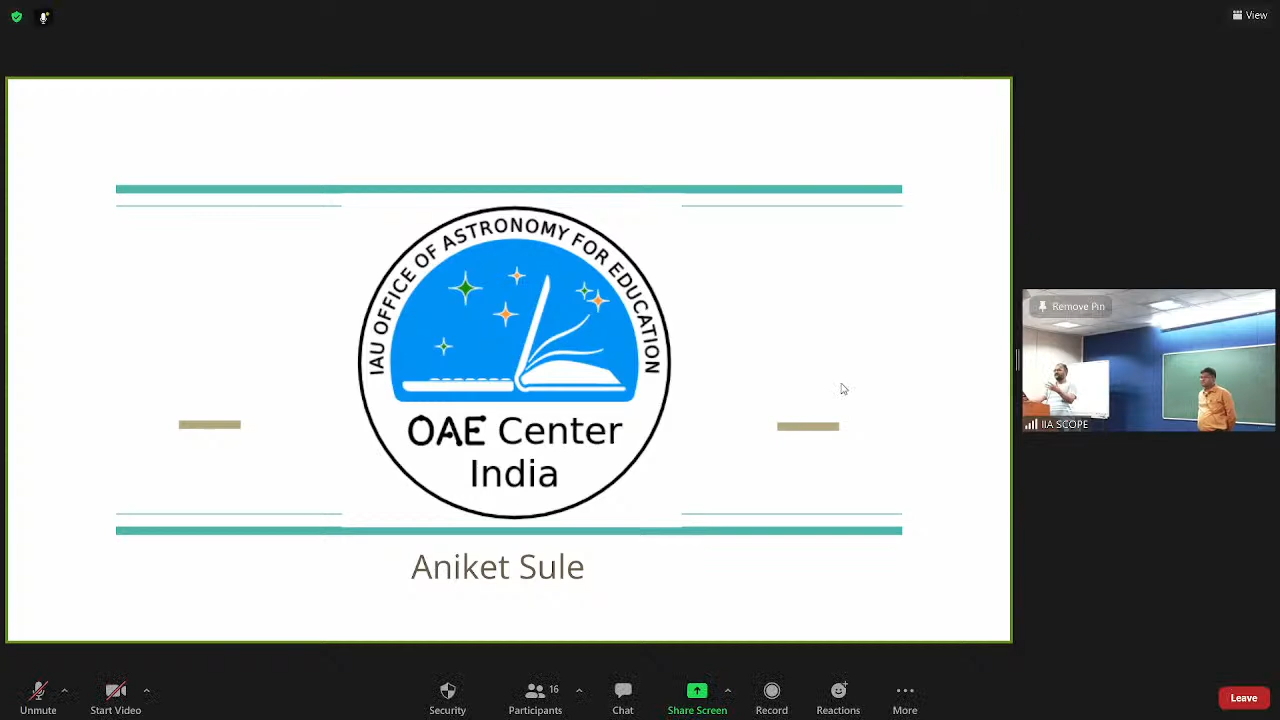 View
IAU OFFICE OF ASTRONOMY FOR EDUCATION
OAE Center
India
Aniket Sule
Remove Pin
IIA SCOPE
Unmute
Start Video
Security
16
Participants
Chat
Share Screen
Record
Reactions
More
Leave